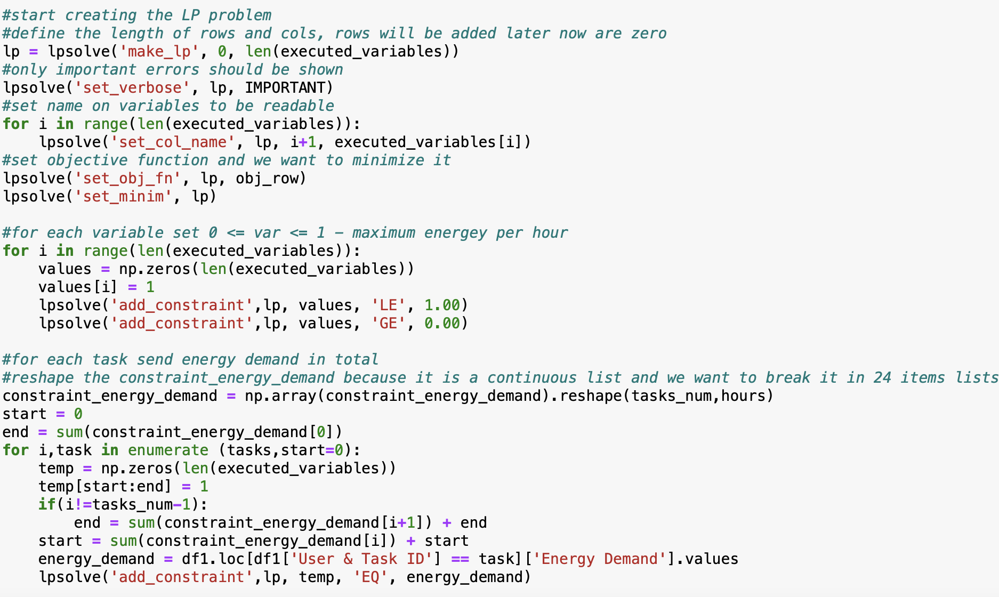 #start creating the LP problem
#define the length of rows and cols, rows will be added later now are zero
lp = lpsolve('make_lp', 0, len(executed_variables))
#only important errors should be shown
lpsolve('set_verbose', lp, IMPORTANT)
#set name on variables to be readable
for i in range(len(executed_variables)):
    lpsolve('set_col_name', lp, i+1, executed_variables[i])
#set objective function and we want to minimize it
lpsolve('set_obj_fn', lp, obj_row)
lpsolve('set_minim', lp)

#for each variable set 0 <= var <= 1 – maximum energey per hour
for i in range(len(executed_variables)):
    values = np.zeros(len(executed_variables))
    values[i] = 1
    lpsolve('add_constraint',lp, values, 'LE', 1.00)
    lpsolve('add_constraint',lp, values, 'GE', 0.00)

#for each task send energy demand in total
#reshape the constraint_energy_demand because it is a continuous list and we want to break it in 24 items lists
constraint_energy_demand = np.array(constraint_energy_demand).reshape(tasks_num,hours)
start = 0
end = sum(constraint_energy_demand[0])
for i,task in enumerate (tasks,start=0):
    temp = np.zeros(len(executed_variables))
    temp[start:end] = 1
    if(i!=tasks_num-1):
        end = sum(constraint_energy_demand[i+1]) + end
    start = sum(constraint_energy_demand[i]) + start
    energy_demand = df1.loc[df1['User & Task ID'] == task]['Energy Demand'].values
    lpsolve('add_constraint',lp, temp, 'EQ', energy_demand)